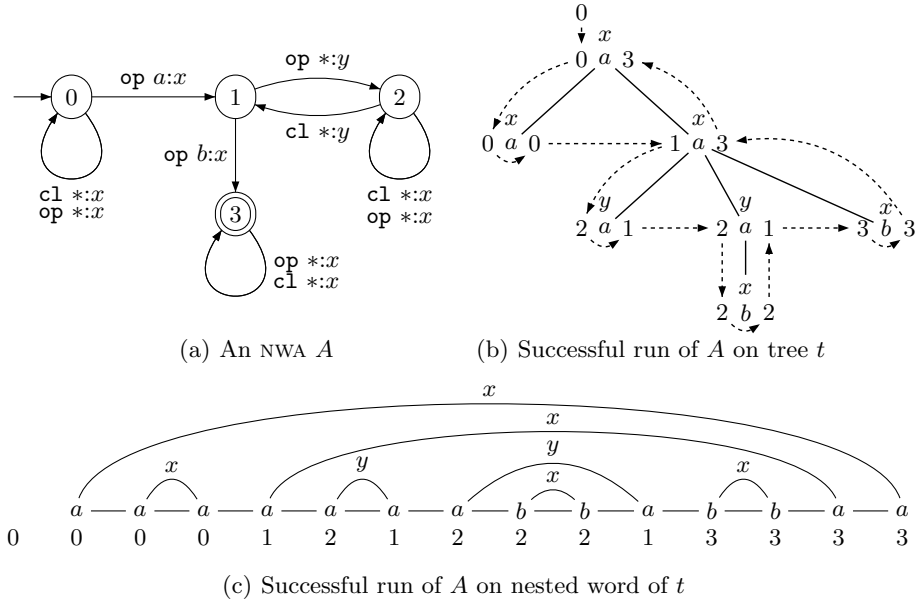 0 1 2 3
op a:x
op *:y
cl *:y
op b:x
cl *:x
op *:x
cl *:x
op *:x
op *:x
cl *:x
(a) An NWA A
0
x
0 a 3
x x
0 a 0 1 a 3
y y x
2 a 1 2 a 1 3 b 3
x
2 b 2
(b) Successful run of A on tree t
x
x
y
x y x x
a a a a a a a b b a b b a a
0 0 0 0 1 2 1 2 2 2 1 3 3 3 3
(c) Successful run of A on nested word of t